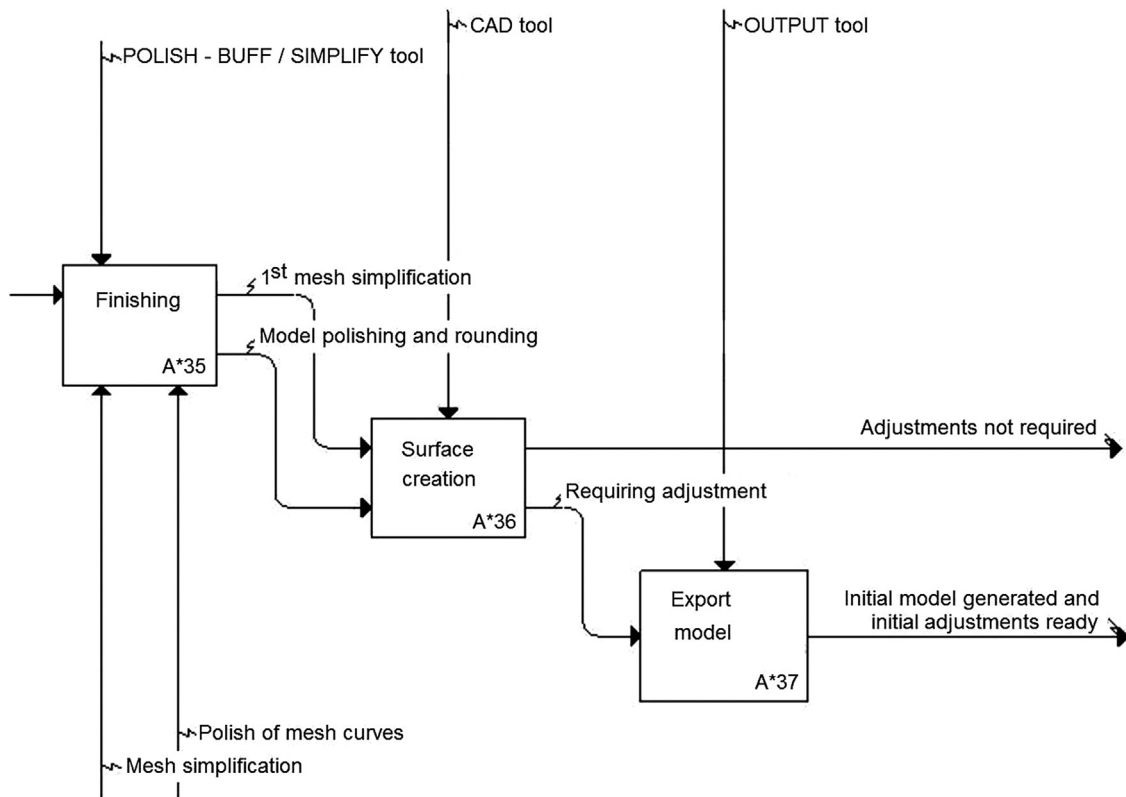 CAD tool
OUTPUT tool
POLISH - BUFF / SIMPLIFY tool
1st mesh simplification
Finishing
Model polishing and rounding
A*35
Adjustments not required
Surface
creation
Requiring adjustment
A*36
Export
model
Initial model generated and
initial adjustments ready
A*37
Polish of mesh curves
Mesh simplification